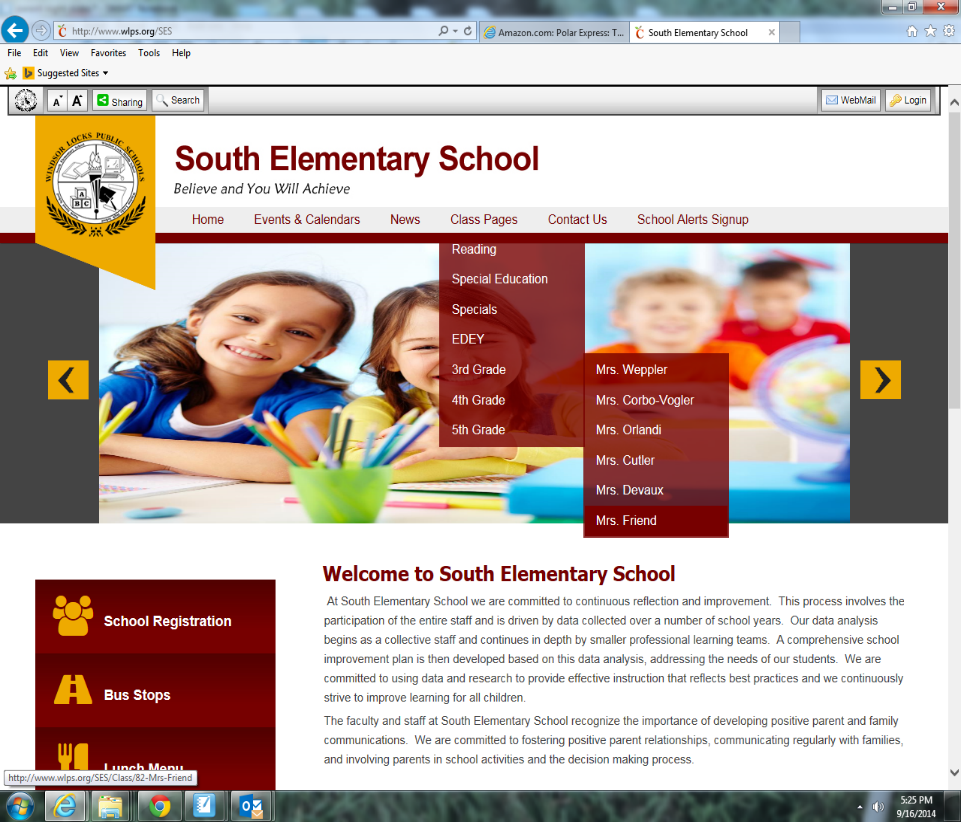 http://www.wlps.org/SES
Amazon.com: Polar Express: T...
South Elementary School
File Edit View Favorites Tools Help
Suggested Sites
A A Sharing Search WebMail Login
WINDSOR LOCKS PUBLIC SCHOOLS
A
B C
South Elementary School
Believe and You Will Achieve
Home Events & Calendars News Class Pages Contact Us School Alerts Signup
Reading
Special Education
Specials
EDEY
3rd Grade
4th Grade
5th Grade
Mrs. Weppler
Mrs. Corbo-Vogler
Mrs. Orlandi
Mrs. Cutler
Mrs. Devaux
Mrs. Friend
School Registration
Bus Stops
Lunch Menu
Welcome to South Elementary School
At South Elementary School we are committed to continuous reflection and improvement. This process involves the
participation of the entire staff and is driven by data collected over a number of school years. Our data analysis
begins as a collective staff and continues in depth by smaller professional learning teams. A comprehensive school
improvement plan is then developed based on this data analysis, addressing the needs of our students. We are
committed to using data and research to provide effective instruction that reflects best practices and we continuously
strive to improve learning for all children.
The faculty and staff at South Elementary School recognize the importance of developing positive parent and family
communications. We are committed to fostering positive parent relationships, communicating regularly with families,
and involving parents in school activities and the decision making process.
http://www.wlps.org/SES/Class/82-Mrs-Friend
5:25 PM
9/16/2014